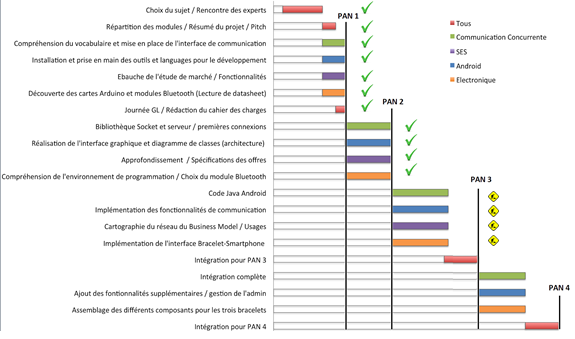 Choix du sujet / Rencontre des experts
PAN 1
Répartition des modules / Résumé du projet / Pitch
Compréhension du vocabulaire et mise en place de l'interface de communication
Installation et prise en main des outils et languages pour le développement
Ebauche de l'étude de marché / Fonctionnalités
Découverte des cartes Arduino et modules Bluetooth (Lecture de datasheet)
Journée GL / Rédaction du cahier des charges
PAN 2
Bibliothèque Socket et serveur / premières connexions
Réalisation de l'interface graphique et diagramme de classes (architecture)
Approfondissement / Spécifications des offres
Compréhension de l'environnement de programmation / Choix du module Bluetooth
PAN 3
Code Java Android
Implémentation des fonctionnalités de communication
Cartographie du réseau du Business Model / Usages
Implémentation de l'interface Bracelet-Smartphone
Intégration pour PAN 3
Intégration complète
PAN 4
Ajout des fontionnalités supplémentaires / gestion de l'admin
Assemblage des différents composants pour les trois bracelets
Intégration pour PAN 4
Tous
Communication Concurrente
SES
Android
Electronique